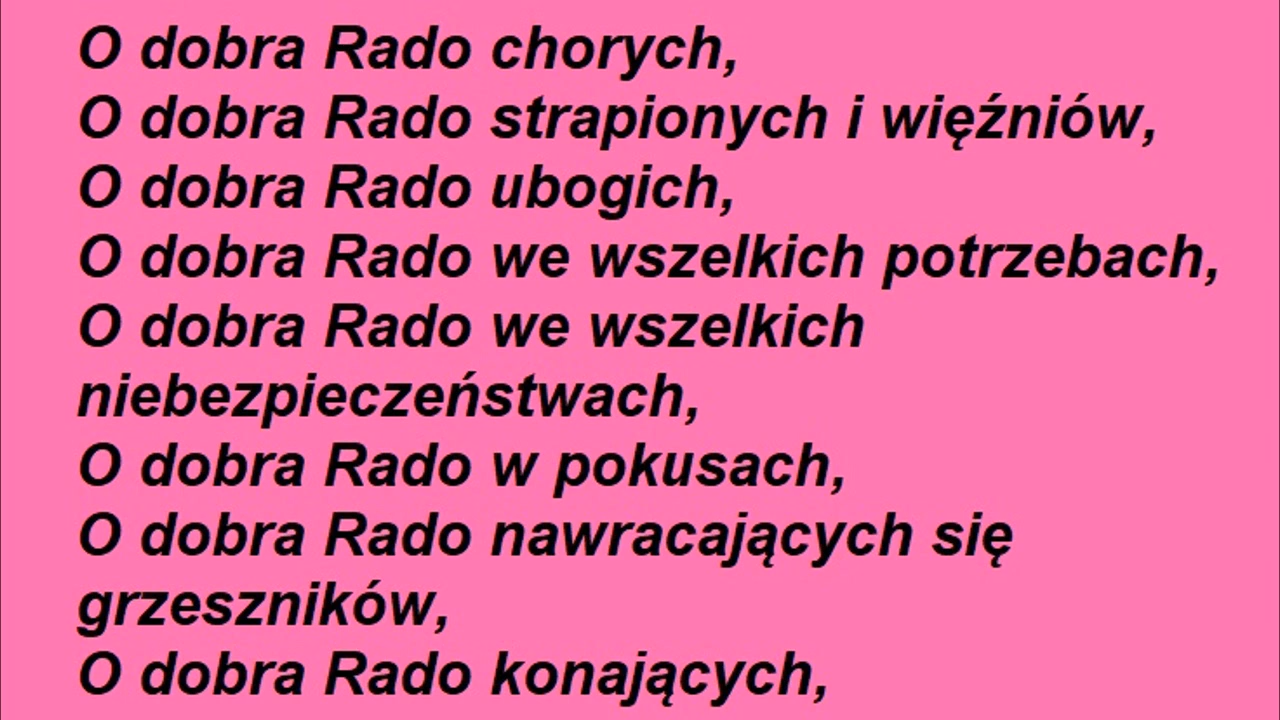 O dobra Rado chorych,
O dobra Rado strapionych i więźniów,
O dobra Rado ubogich,
O dobra Rado we wszelkich potrzebach,
O dobra Rado we wszelkich
niebezpieczeństwach,
O dobra Rado w pokusach,
O dobra Rado nawracających się
grzeszników,
O dobra Rado konających,